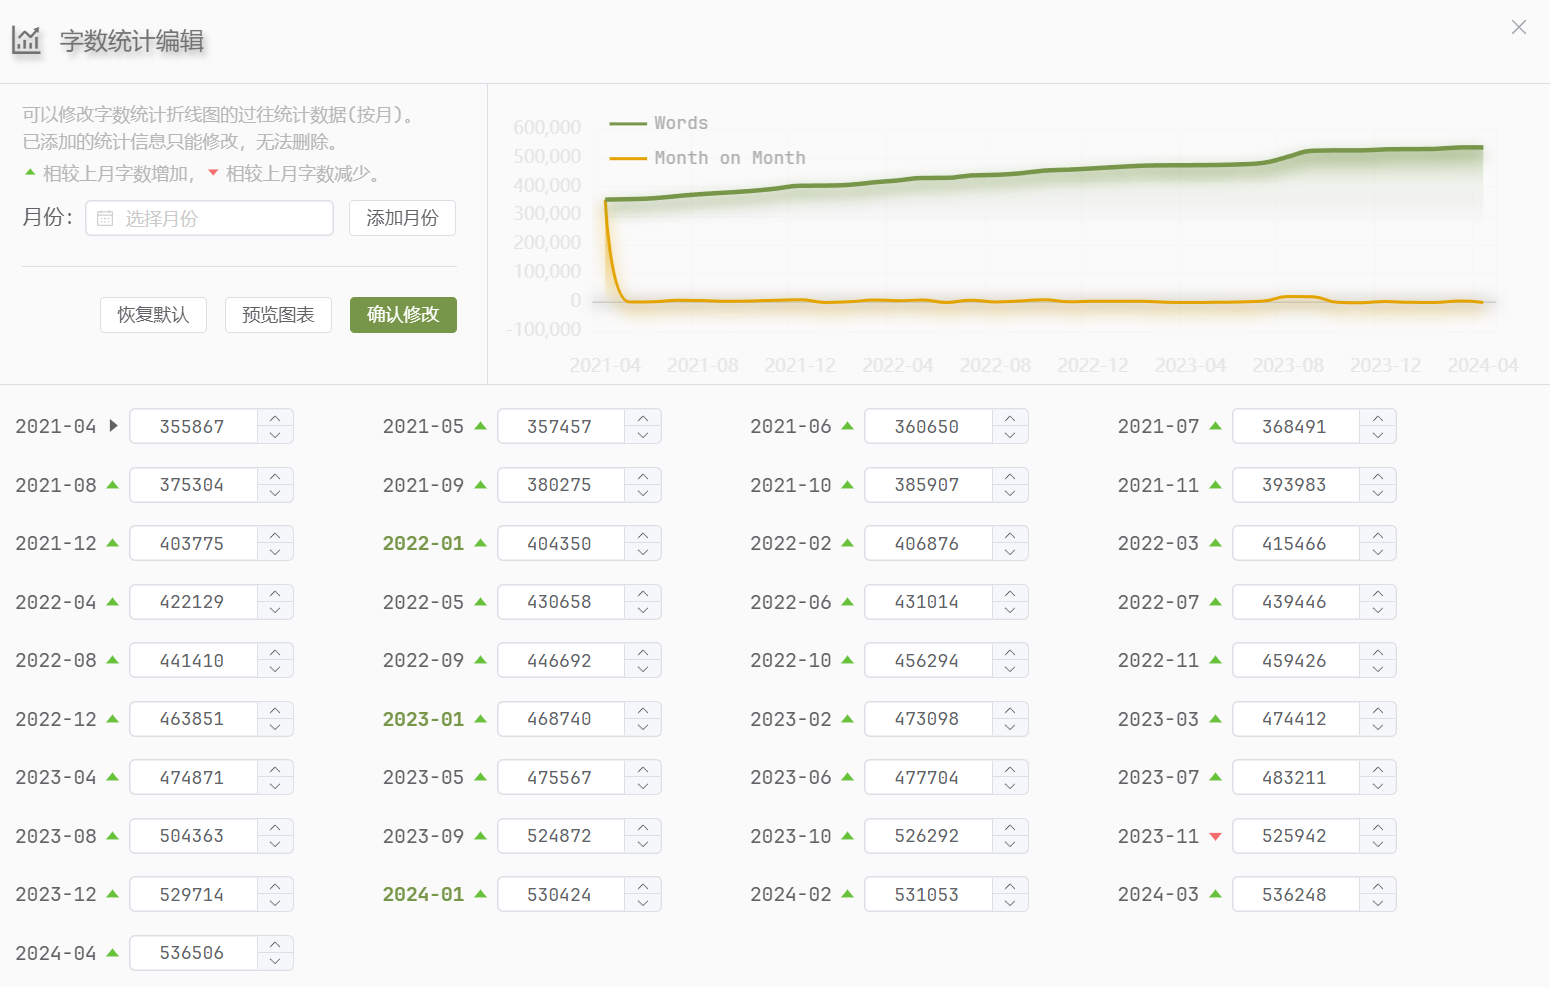 字数统计编辑
可以修改字数统计折线图的过往统计数据(按月)。
已添加的统计信息只能修改，无法删除。
相较上月字数增加， 相较上月字数减少。
月份： 选择月份 添加月份
恢复默认 预览图表 确认修改
Words
Month on Month
600,000
500,000
400,000
300,000
200,000
100,000
0
-100,000
2021-04 2021-08 2021-12 2022-04 2022-08 2022-12 2023-04 2023-08 2023-12 2024-04
2021-04 355867 2021-05 357457 2021-06 360650 2021-07 368491
2021-08 375304 2021-09 380275 2021-10 385907 2021-11 393983
2021-12 403775 2022-01 404350 2022-02 406876 2022-03 415466
2022-04 422129 2022-05 430658 2022-06 431014 2022-07 439446
2022-08 441410 2022-09 446692 2022-10 456294 2022-11 459426
2022-12 463851 2023-01 468740 2023-02 473098 2023-03 474412
2023-04 474871 2023-05 475567 2023-06 477704 2023-07 483211
2023-08 504363 2023-09 524872 2023-10 526292 2023-11 525942
2023-12 529714 2024-01 530424 2024-02 531053 2024-03 536248
2024-04 536506